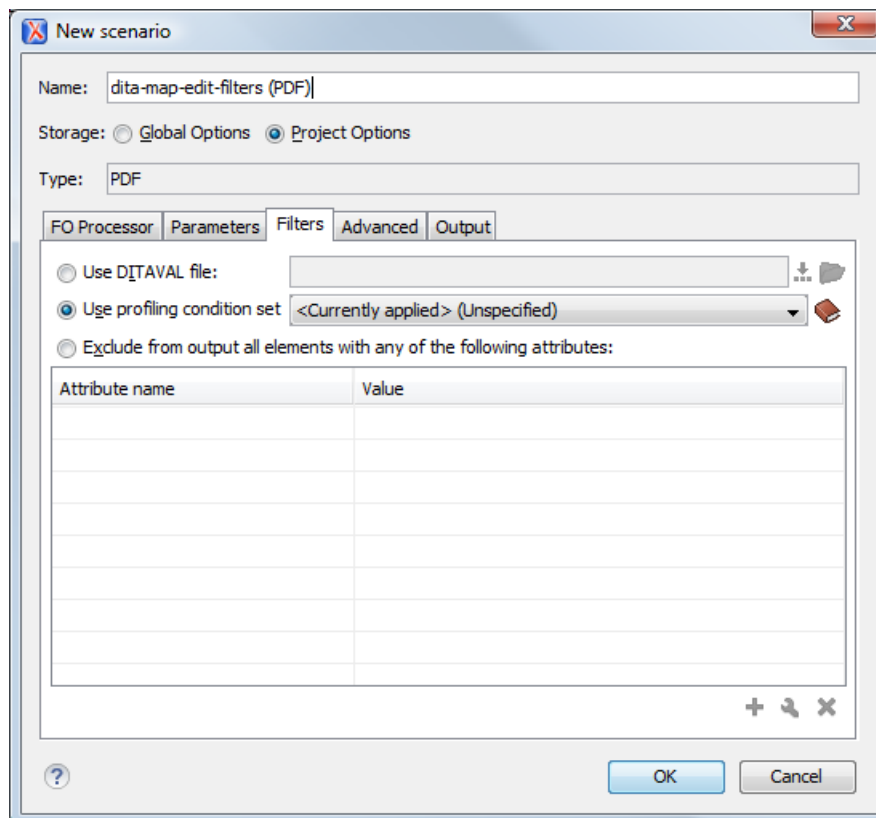 New scenario
Name: dita-map-edit-filters (PDF)
Storage: Global Options Project Options
Type: PDF
FO Processor Parameters Filters Advanced Output
Use DITAVAL file:
Use profiling condition set <Currently applied> (Unspecified)
Exclude from output all elements with any of the following attributes:
Attribute name Value
? OK Cancel